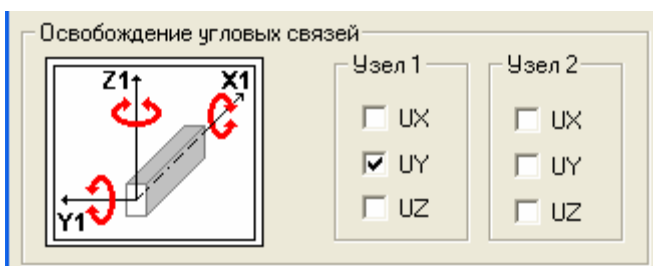 Освобождение угловых связей
Узел 1
Узел 2
Z1
X1
Y1
UX
UX
UY
UY
UZ
UZ